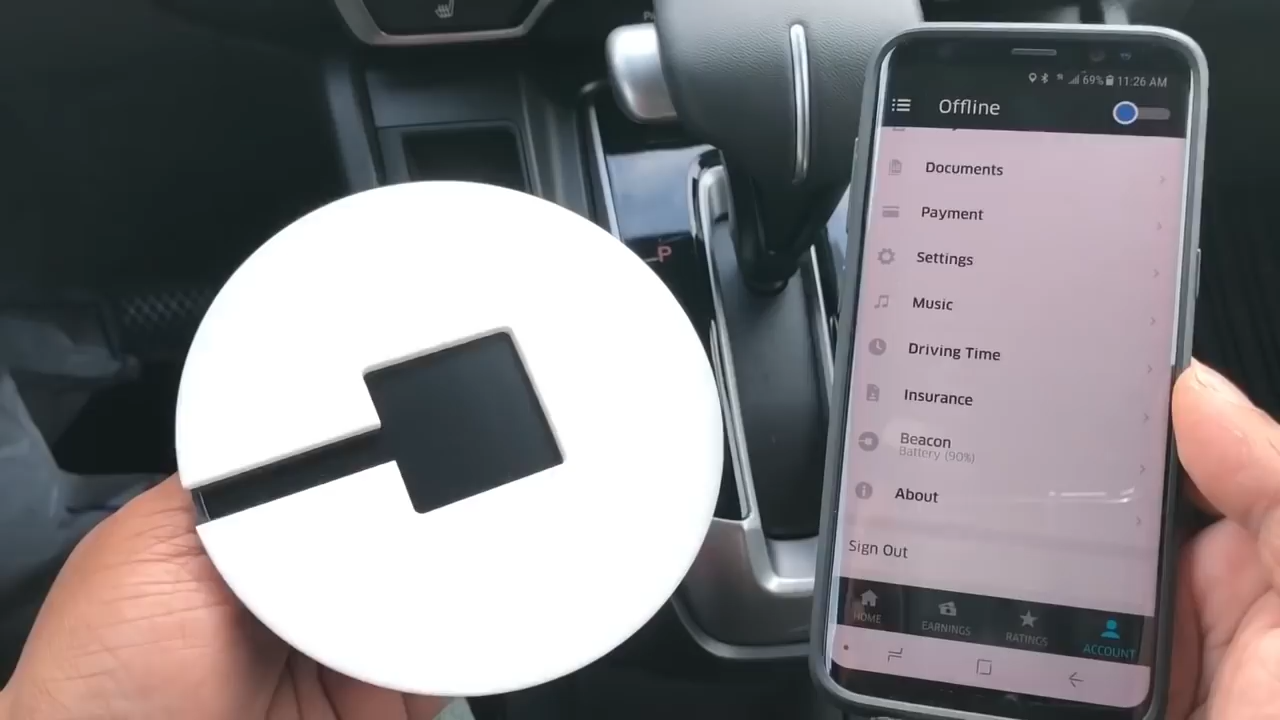 P
69% 11:26 AM
Offline
Documents
Payment
Settings
Music
Driving Time
Insurance
Beacon
Battery (90%)
About
Sign Out
HOME
EARNINGS
RATINGS
ACCOUNT